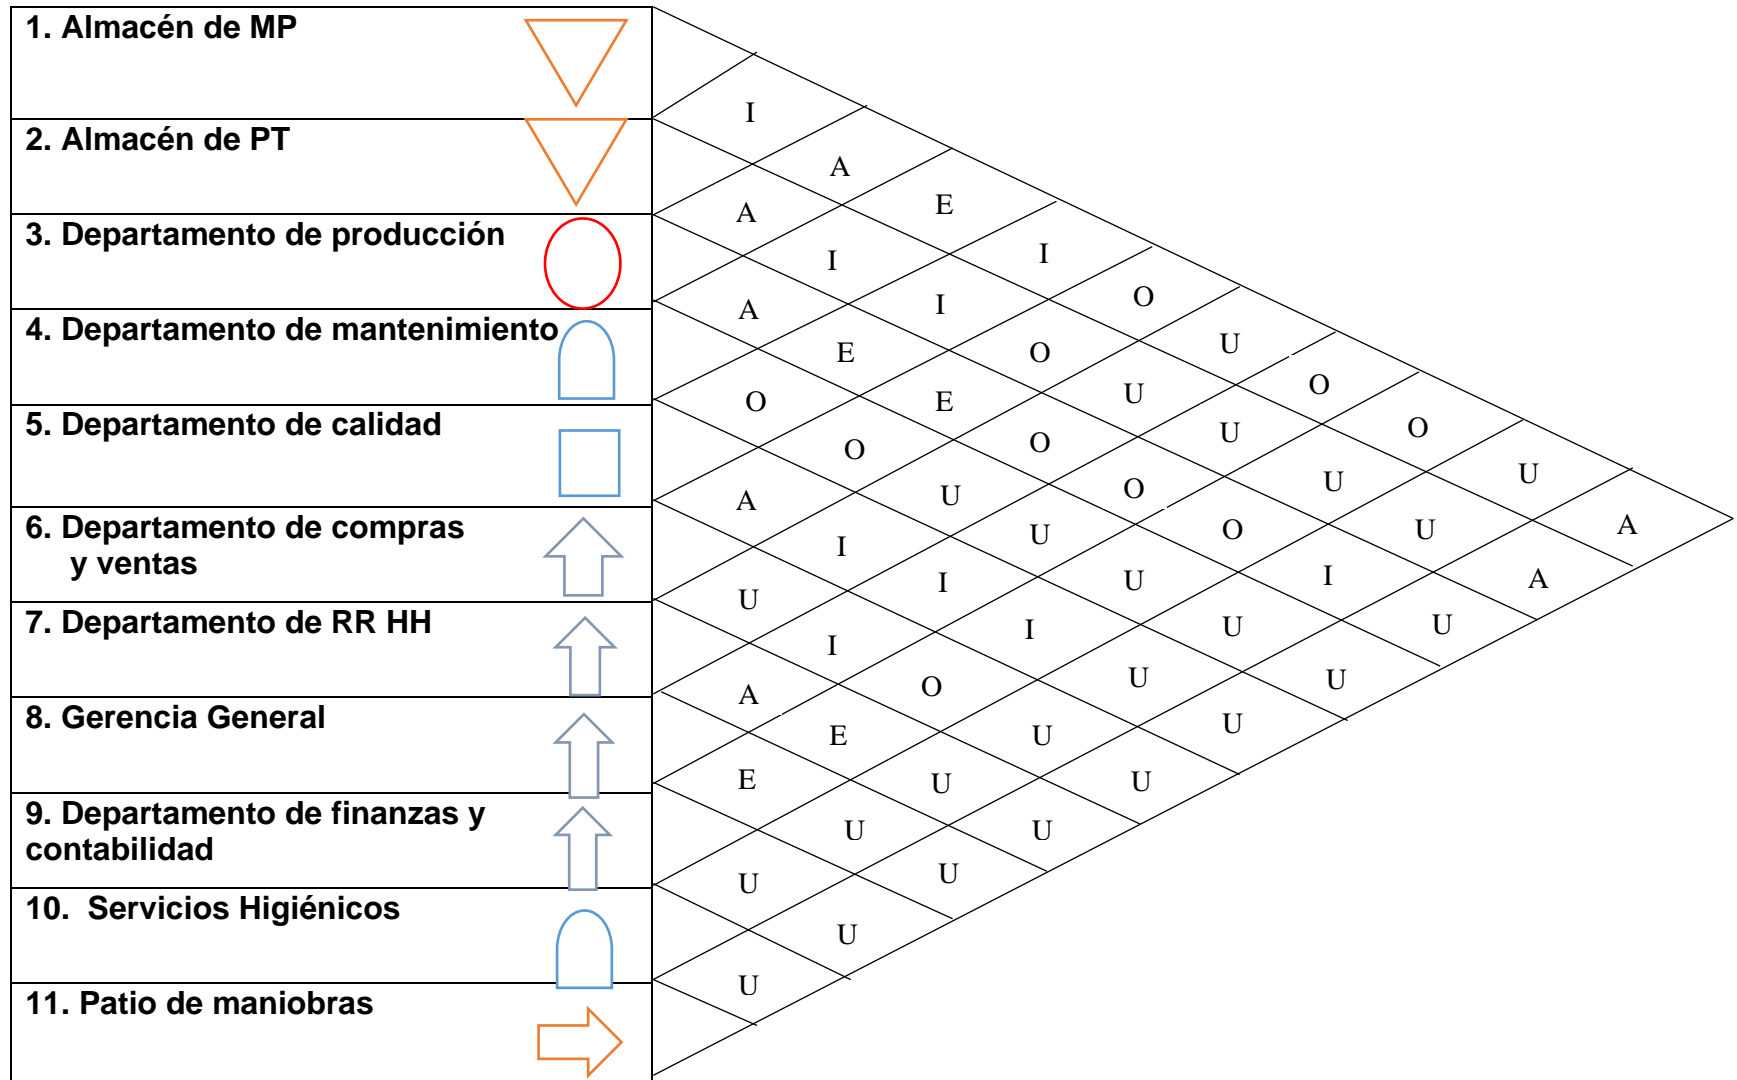 1. Almacén de MP
2. Almacén de PT
3. Departamento de producción
4. Departamento de mantenimiento
5. Departamento de calidad
6. Departamento de compras
y ventas
7. Departamento de RR HH
8. Gerencia General
9. Departamento de finanzas y
contabilidad
10. Servicios Higiénicos
11. Patio de maniobras
I
A
A E
I I
A I O
E O U
O E U O
O O U O
A U O U U
I U O U A
U I U I A
I I U U
A O U U
E U U
E U U
U U
U U
U
U